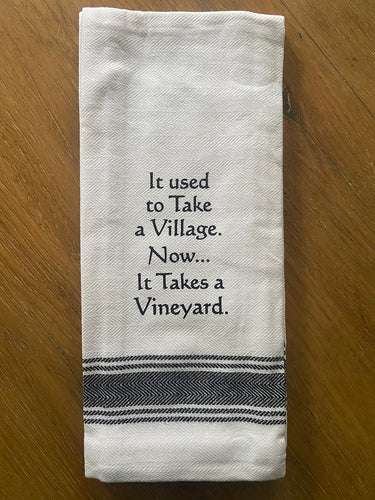 It used
to Take
a Village.
Now...
It Takes a
Vineyard.